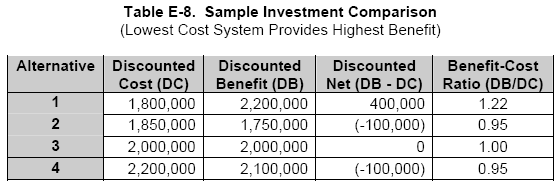 Table E-8. Sample Investment Comparison
(Lowest Cost System Provides Highest Benefit)
Alternative Discounted Cost (DC) Discounted Benefit (DB) Discounted Net (DB - DC) Benefit-Cost Ratio (DB/DC)
1 1,800,000 2,200,000 400,000 1.22
2 1,850,000 1,750,000 (-100,000) 0.95
3 2,000,000 2,000,000 0 1.00
4 2,200,000 2,100,000 (-100,000) 0.95